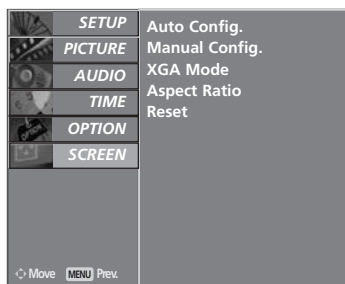 SETUP
PICTURE
AUDIO
TIME
OPTION
SCREEN
Auto Config.
Manual Config.
XGA Mode
Aspect Ratio
Reset
Move MENU Prev.